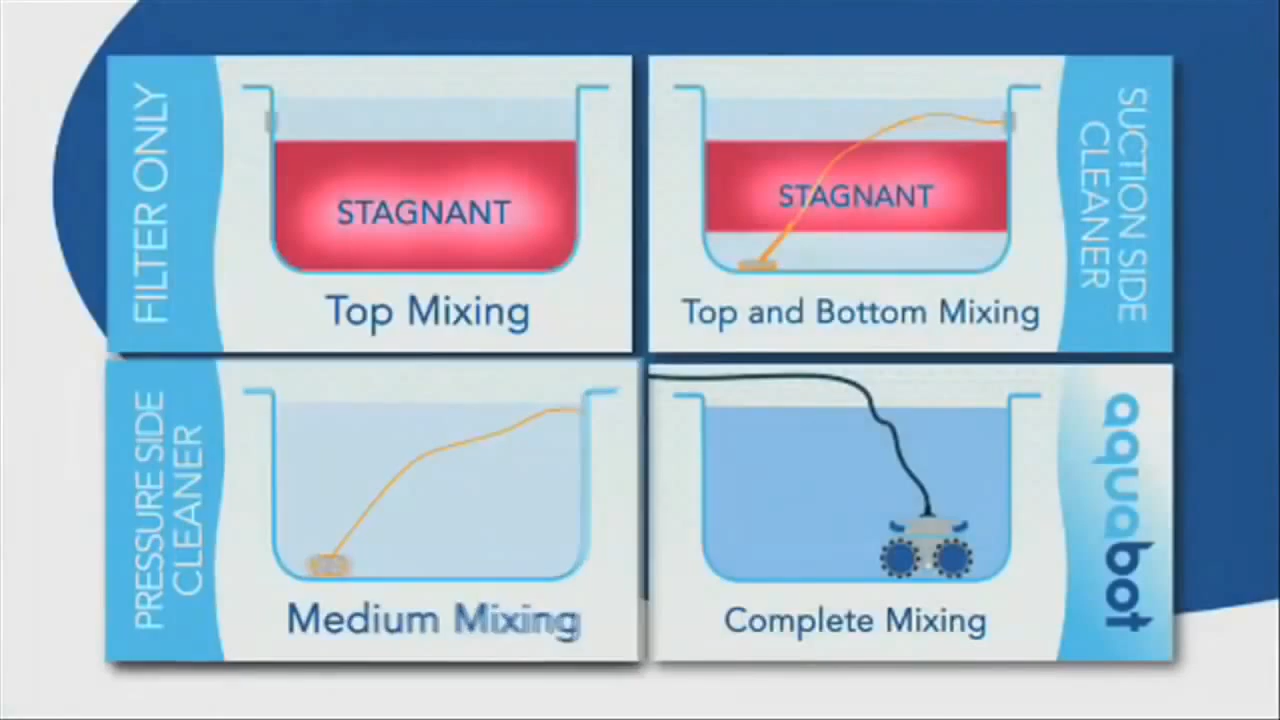 FILTER ONLY
STAGNANT
Top Mixing
STAGNANT
Top and Bottom Mixing
SUCTION SIDE
CLEANER
PRESSURE SIDE
CLEANER
Medium Mixing
Complete Mixing
aquabot